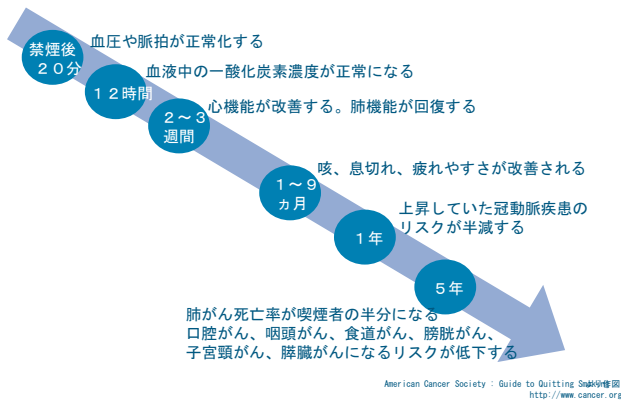 禁煙後
２０分
血圧や脈拍が正常化する
１２時間
血液中の一酸化炭素濃度が正常になる
２～３
週間
心機能が改善する。肺機能が回復する
１～９
ヵ月
咳、息切れ、疲れやすさが改善される
１年
上昇していた冠動脈疾患の
リスクが半減する
５年
肺がん死亡率が喫煙者の半分になる
口腔がん、咽頭がん、食道がん、膀胱がん、
子宮頸がん、膵臓がんになるリスクが低下する
American Cancer Society : Guide to Quitting Smoking
http://www.cancer.org